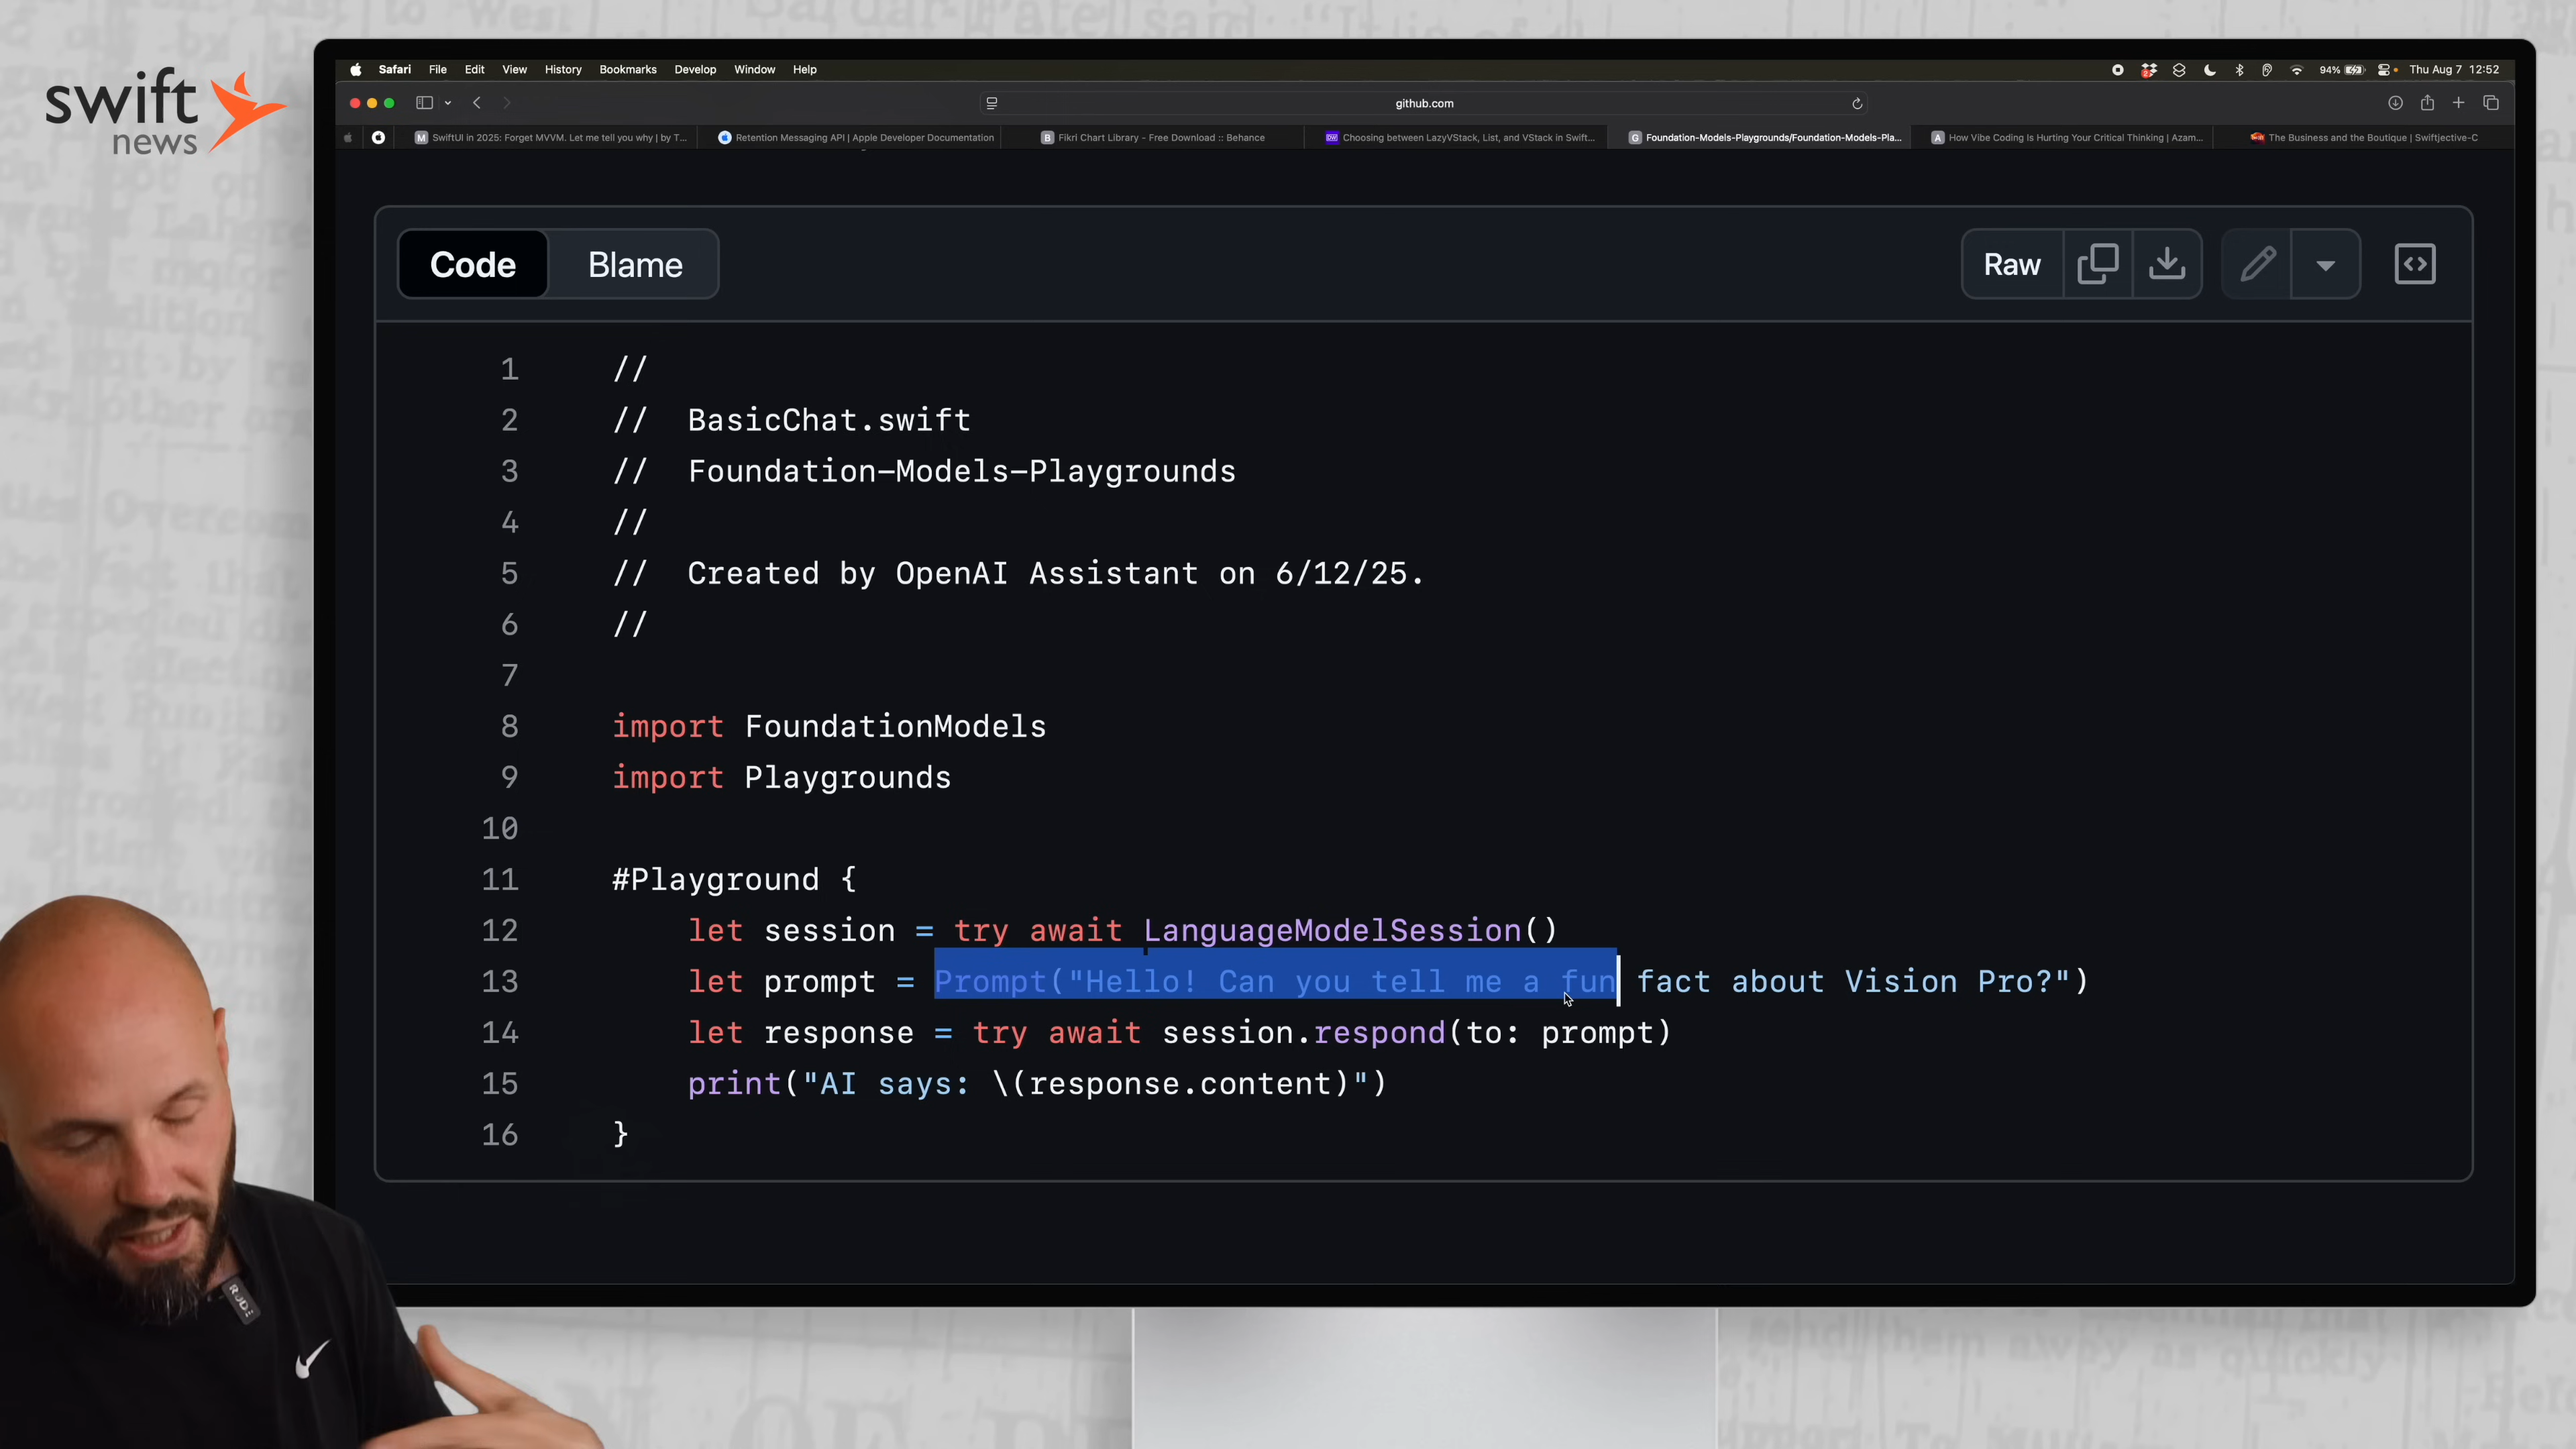 swift
news
Safari File Edit View History Bookmarks Develop Window Help
94% Thu Aug 7 12:52
github.com
SwiftUI in 2025: Forget MVVM. Let me tell you why | by T...
Retention Messaging API | Apple Developer Documentation
Fikri Chart Library - Free Download :: Behance
Choosing between LazyVStack, List, and VStack in Swift...
Foundation-Models-Playgrounds/Foundation-Models-Pla...
How Vibe Coding Is Hurting Your Critical Thinking | Azam...
The Business and the Boutique | Swiftjective-C
Code Blame Raw
1 //
2 // BasicChat.swift
3 // Foundation-Models-Playgrounds
4 //
5 // Created by OpenAI Assistant on 6/12/25.
6 //
7
8 import FoundationModels
9 import Playgrounds
10
11 #Playground {
12 let session = try await LanguageModelSession()
13 let prompt = Prompt("Hello! Can you tell me a fun fact about Vision Pro?")
14 let response = try await session.respond(to: prompt)
15 print("AI says: \(response.content)")
16 }
RODE